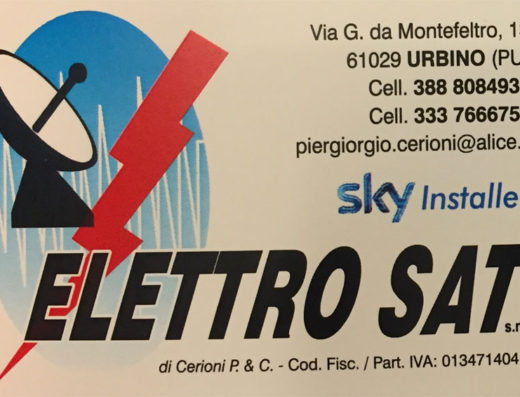 Via G. da Montefeltro, 1
61029 URBINO (PU
Cell. 388 808493
Cell. 333 766675
piergiorgio.cerioni@alice.
sky Installe
ELETTRO SAT
s.r
di Cerioni P. & C. - Cod. Fisc. / Part. IVA: 013471404